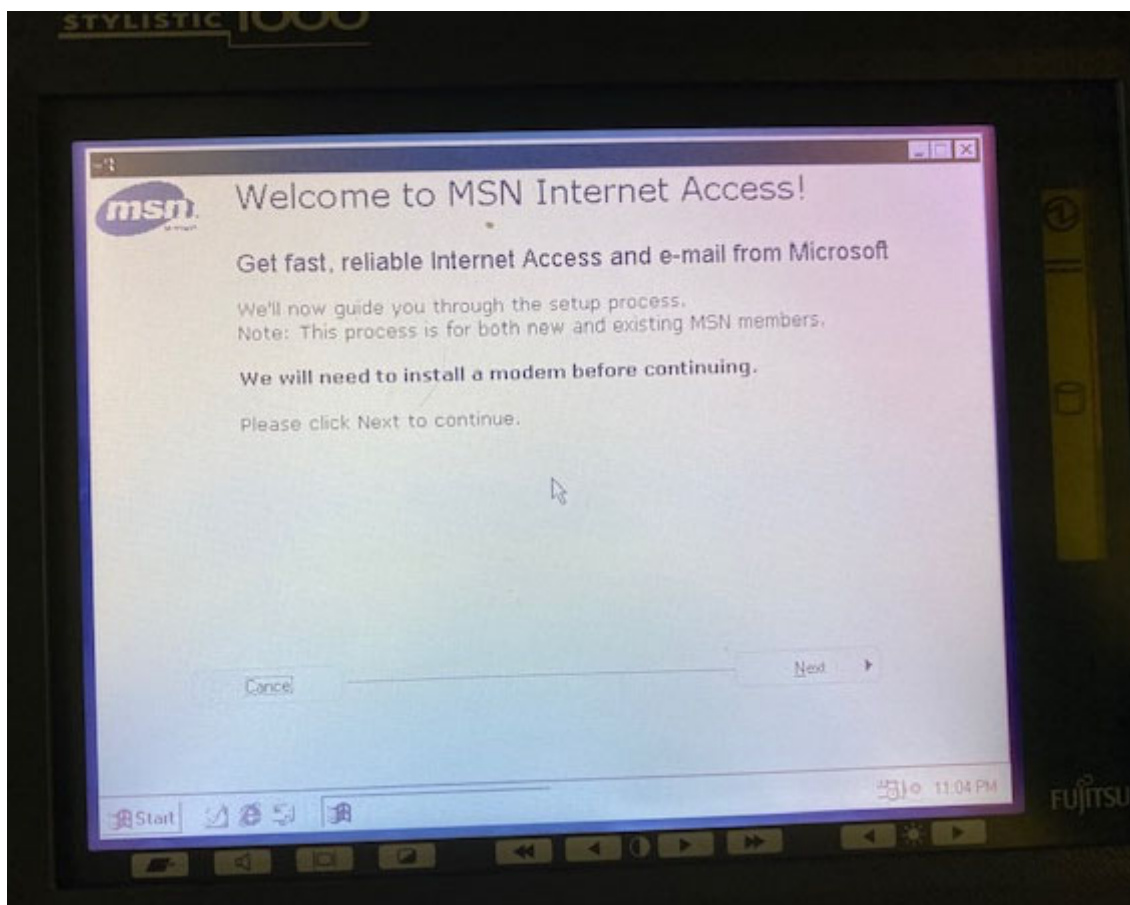 STYLISTIC 1000
msn.
Welcome to MSN Internet Access!
Get fast, reliable Internet Access and e-mail from Microsoft
We'll now guide you through the setup process.
Note: This process is for both new and existing MSN members.
We will need to install a modem before continuing.
Please click Next to continue.
Cancel
Next
Start
11:04 PM
FUJITSU